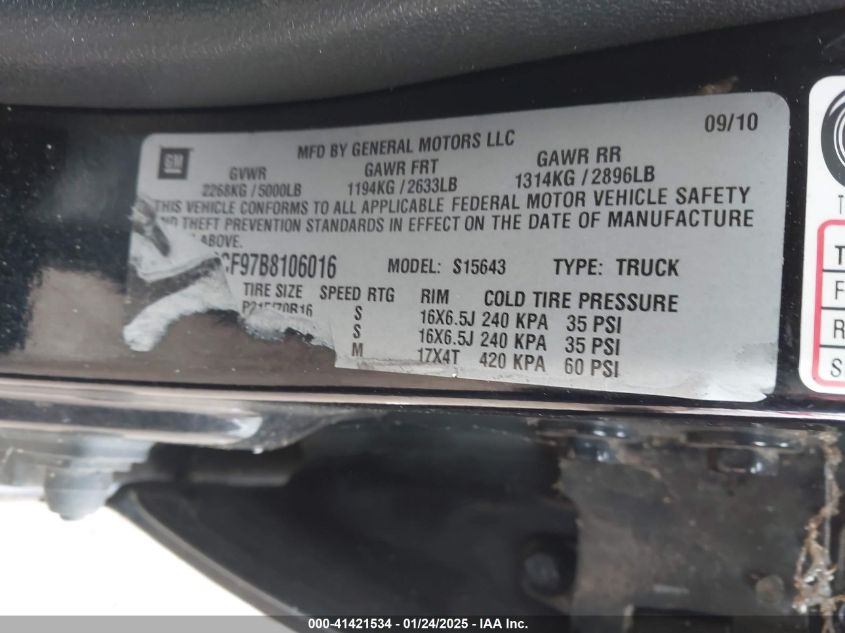 09/10
MFD BY GENERAL MOTORS LLC
GM
GVWR GAWR FRT GAWR RR
2268KG / 5000LB 1194KG / 2633LB 1314KG / 2896LB
THIS VEHICLE CONFORMS TO ALL APPLICABLE FEDERAL MOTOR VEHICLE SAFETY
AND THEFT PREVENTION STANDARDS IN EFFECT ON THE DATE OF MANUFACTURE
ABOVE.
CF97B8106016 MODEL: S15643 TYPE: TRUCK
TIRE SIZE SPEED RTG RIM COLD TIRE PRESSURE
S 16X6.5J 240 KPA 35 PSI
S 16X6.5J 240 KPA 35 PSI
M 17X4T 420 KPA 60 PSI
T
T
F
R
S
000-41421534 - 01/24/2025 - IAA Inc.